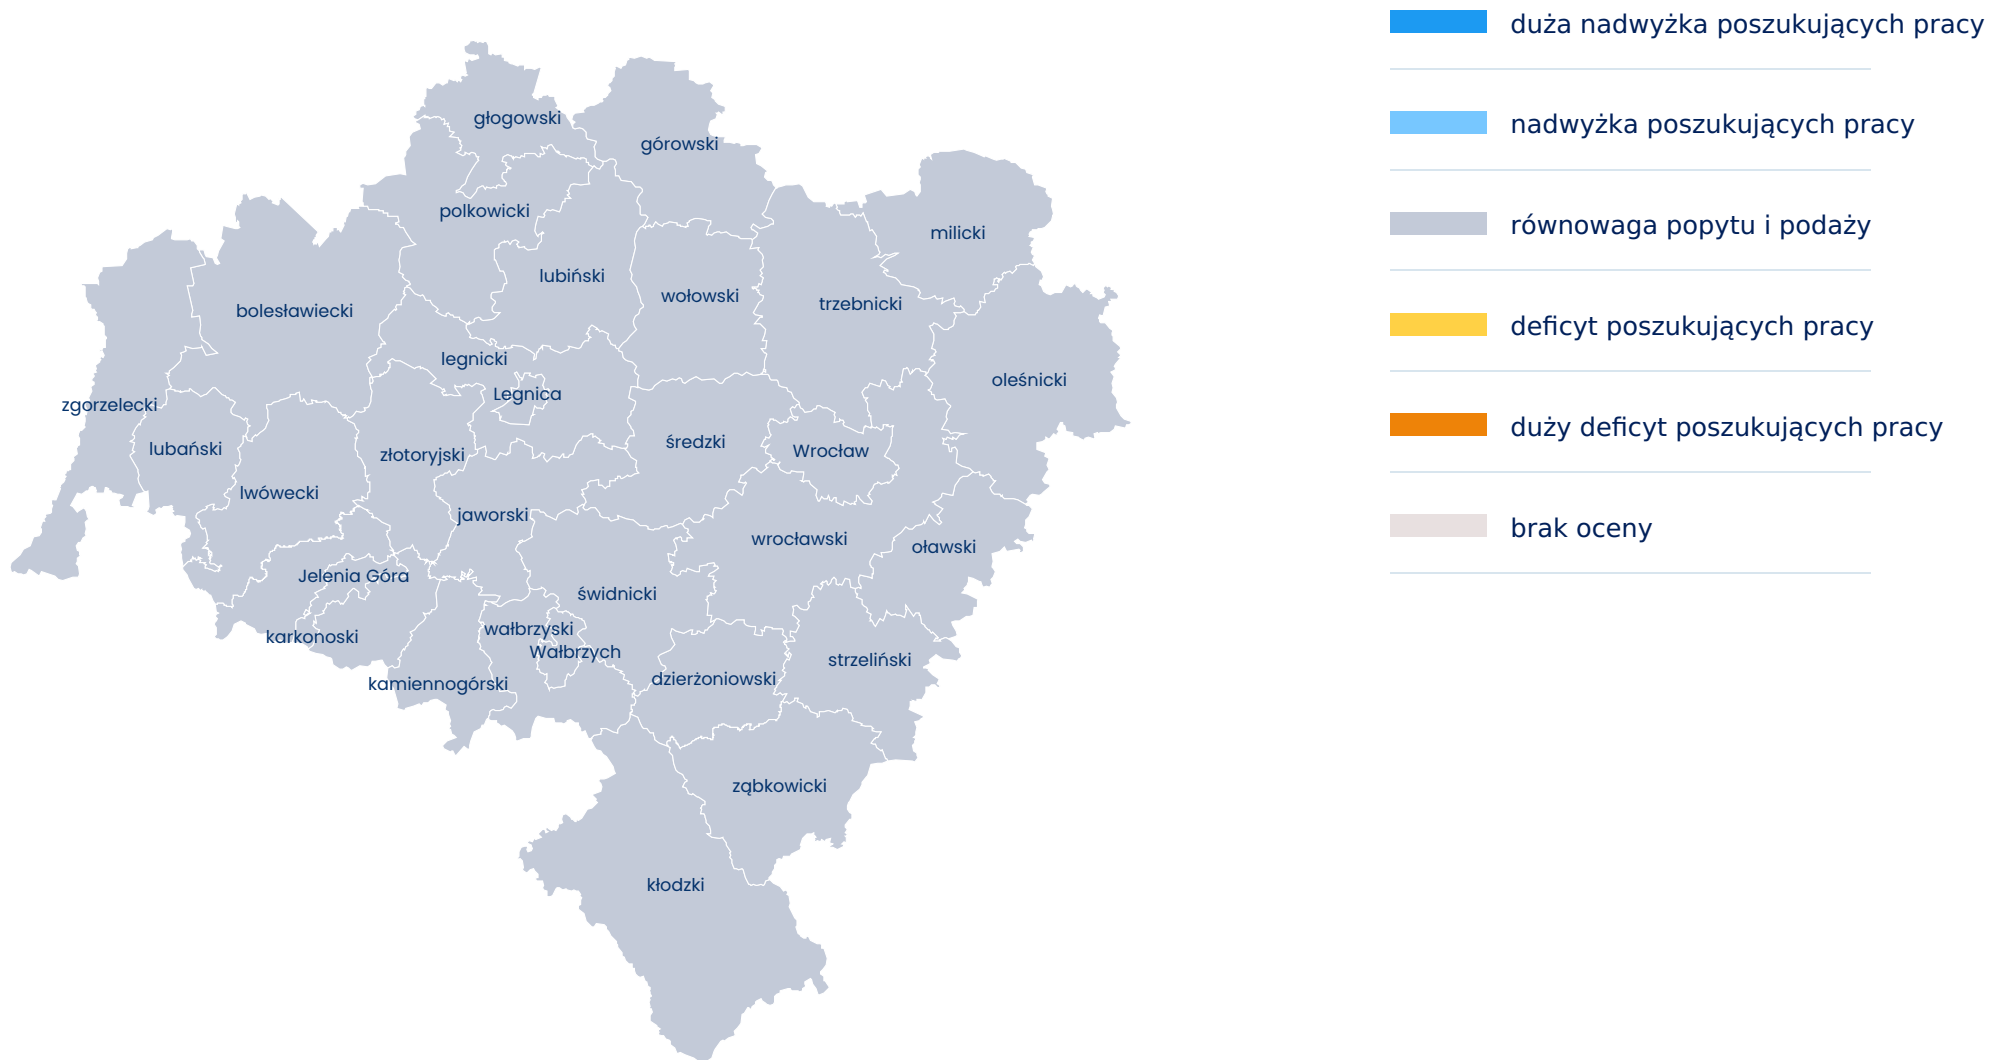 głogowski
górowski
polkowicki
milicki
lubiński
wołowski
trzebnicki
bolesławiecki
legnicki
Legnica
oleśnicki
zgorzelecki
lubański
złotoryjski
średzki
Wrocław
lwówecki
jaworski
wrocławski
oławski
Jelenia Góra
świdnicki
karkonoski
wałbrzyski
Wałbrzych
strzeliński
kamiennogórski
dzierżoniowski
ząbkowicki
kłodzki
duża nadwyżka poszukujących pracy
nadwyżka poszukujących pracy
równowaga popytu i podaży
deficyt poszukujących pracy
duży deficyt poszukujących pracy
brak oceny